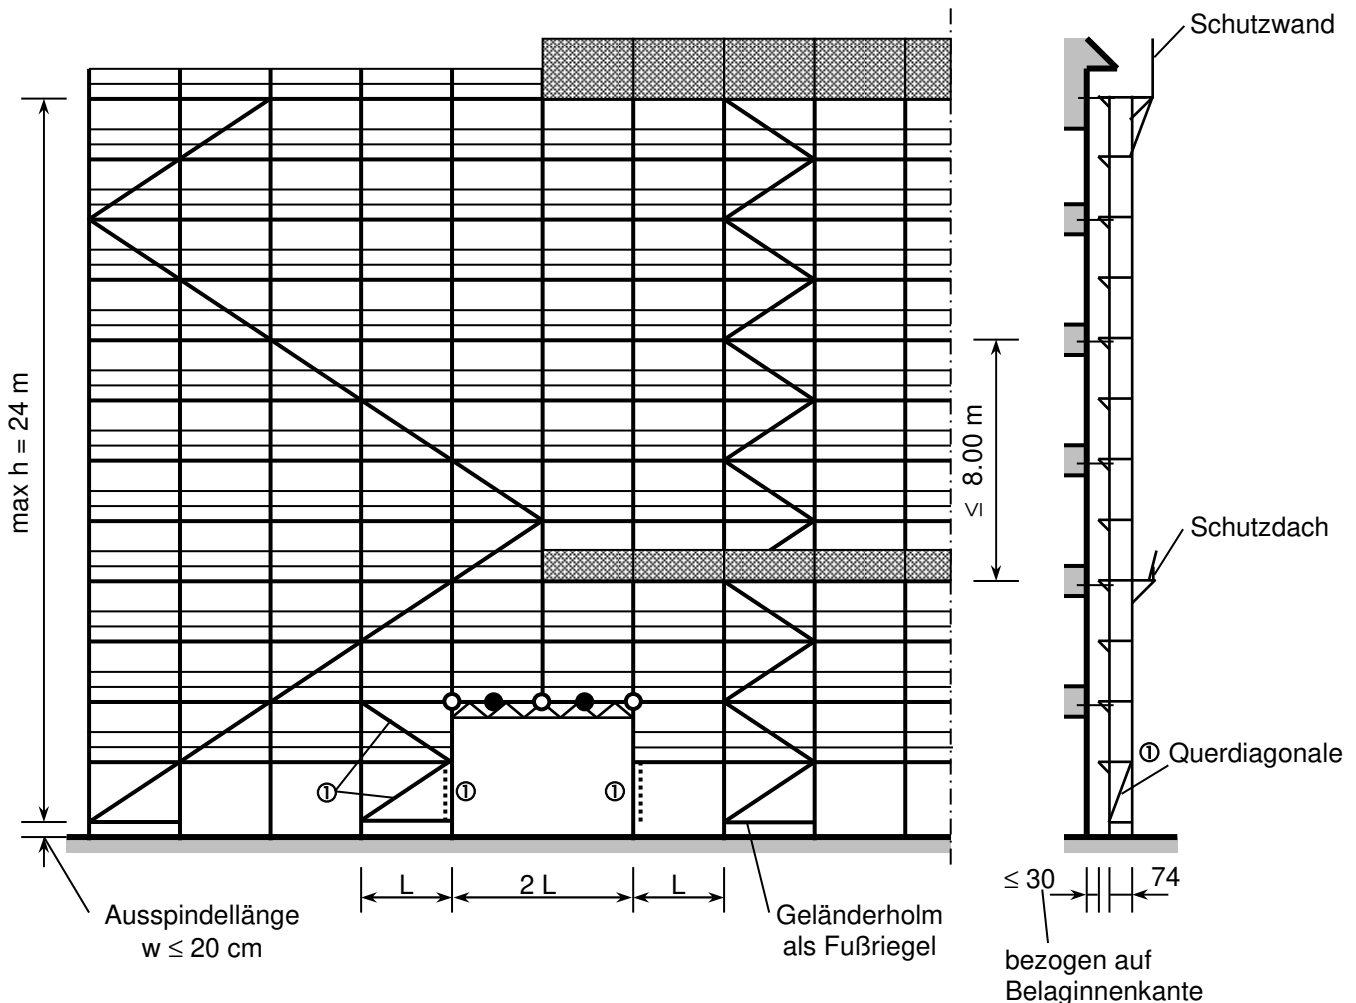 Schutzwand
max h = 24 m
≤ 8.00 m
Schutzdach
① Querdiagonale
①
①
①
L
2 L
L
≤ 30
74
Ausspindellänge
w ≤ 20 cm
Geländerholm
als Fußriegel
bezogen auf
Belaginnenkante